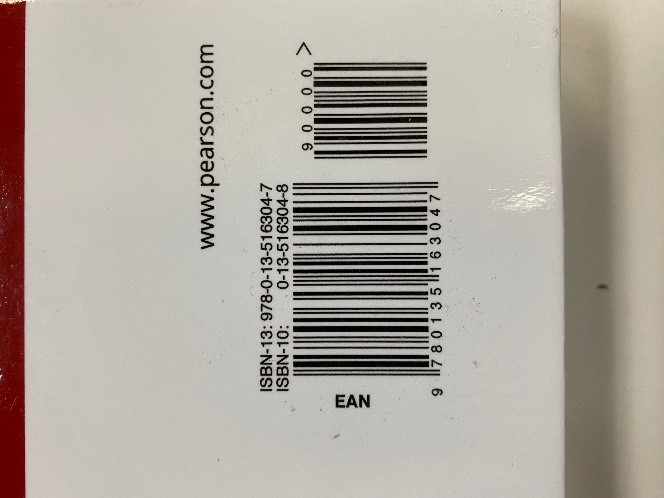 www.pearson.com
ISBN-13: 978-0-13-516304-7
ISBN-10: 0-13-516304-8
90000>
EAN
9 780135 163047